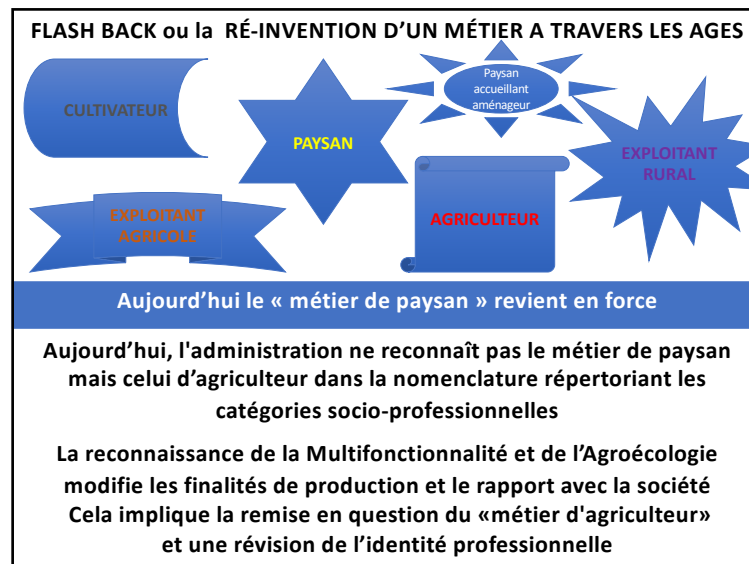 FLASH BACK ou la RÉ-INVENTION D’UN MÉTIER A TRAVERS LES AGES
CULTIVATEUR
PAYSAN
Paysan
accueillant
aménageur
EXPLOITANT
RURAL
EXPLOITANT
AGRICOLE
AGRICULTEUR
Aujourd’hui le « métier de paysan » revient en force
Aujourd’hui, l'administration ne reconnaît pas le métier de paysan
mais celui d’agriculteur dans la nomenclature répertoriant les
catégories socio-professionnelles
La reconnaissance de la Multifonctionnalité et de l’Agroécologie
modifie les finalités de production et le rapport avec la société
Cela implique la remise en question du «métier d'agriculteur»
et une révision de l’identité professionnelle